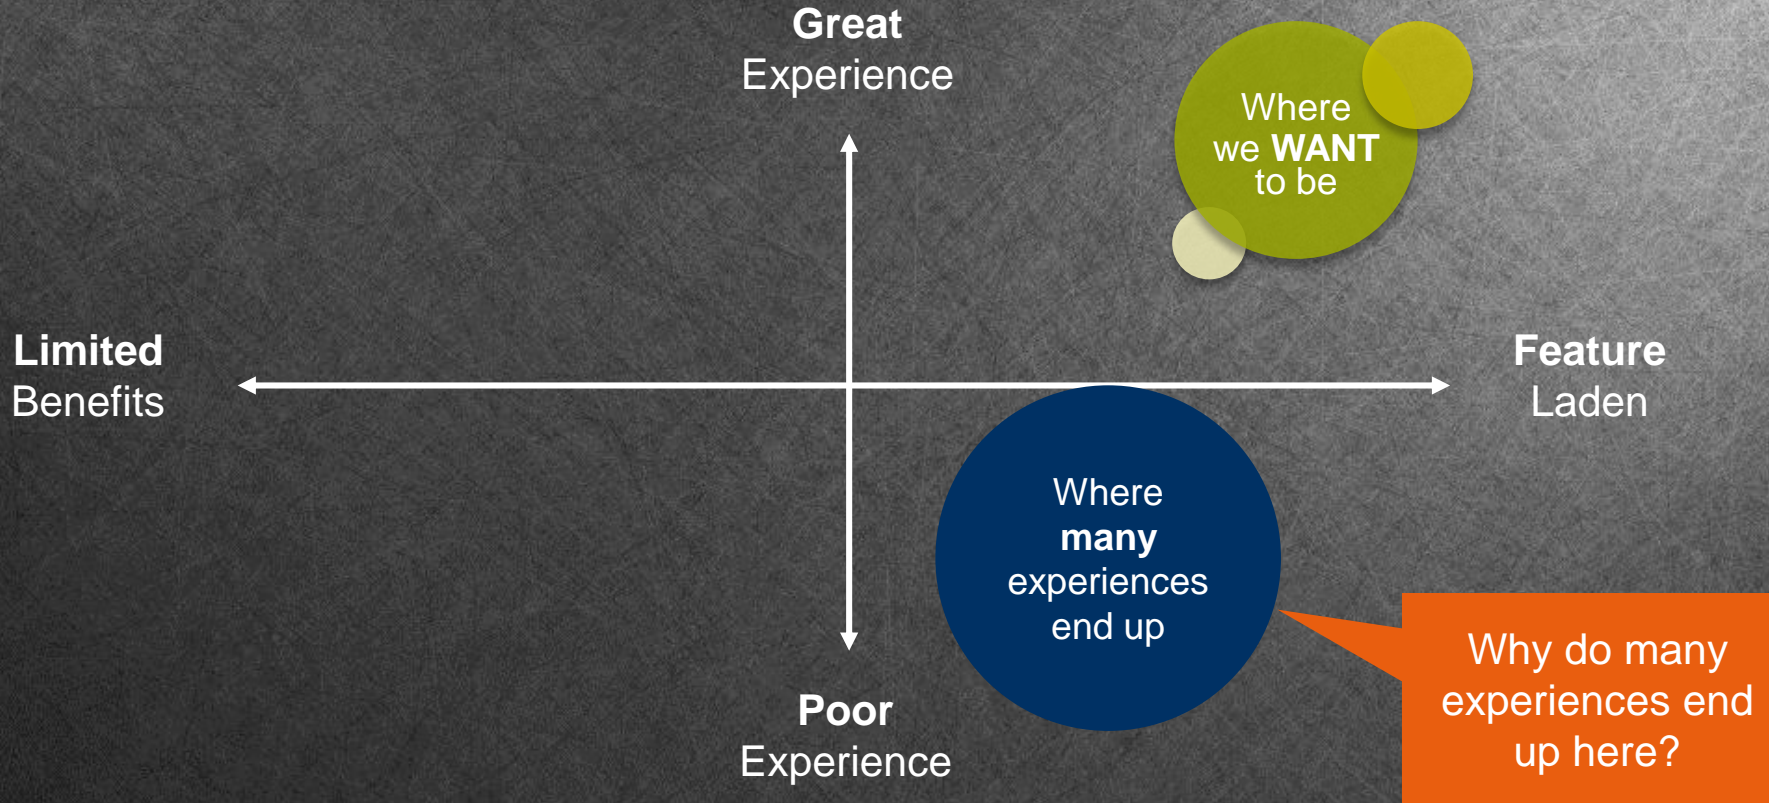 Great
Experience
Where
we WANT
to be
Limited
Benefits
Feature
Laden
Where
many
experiences
end up
Why do many
experiences end
up here?
Poor
Experience